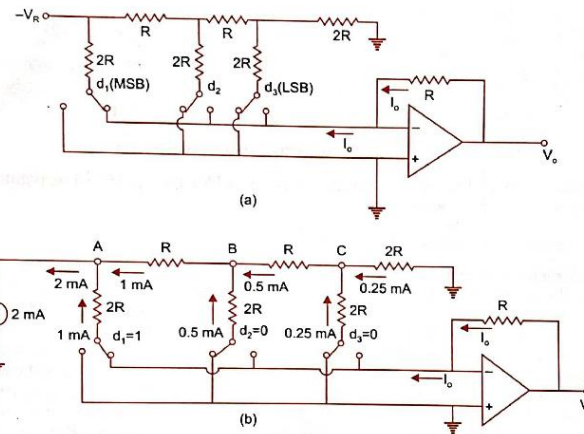 –V_R R R 2R
2R 2R 2R
d₁(MSB) d₂ d₃(LSB)
R
I_o
–
I_o
+
V_o
(a)
A B C
R R 2R
2 mA 1 mA 0.5 mA 0.25 mA
2R 2R 2R R
2 mA
1 mA d₁=1 0.5 mA d₂=0 0.25 mA d₃=0
I_o
–
I_o
+
V
(b)